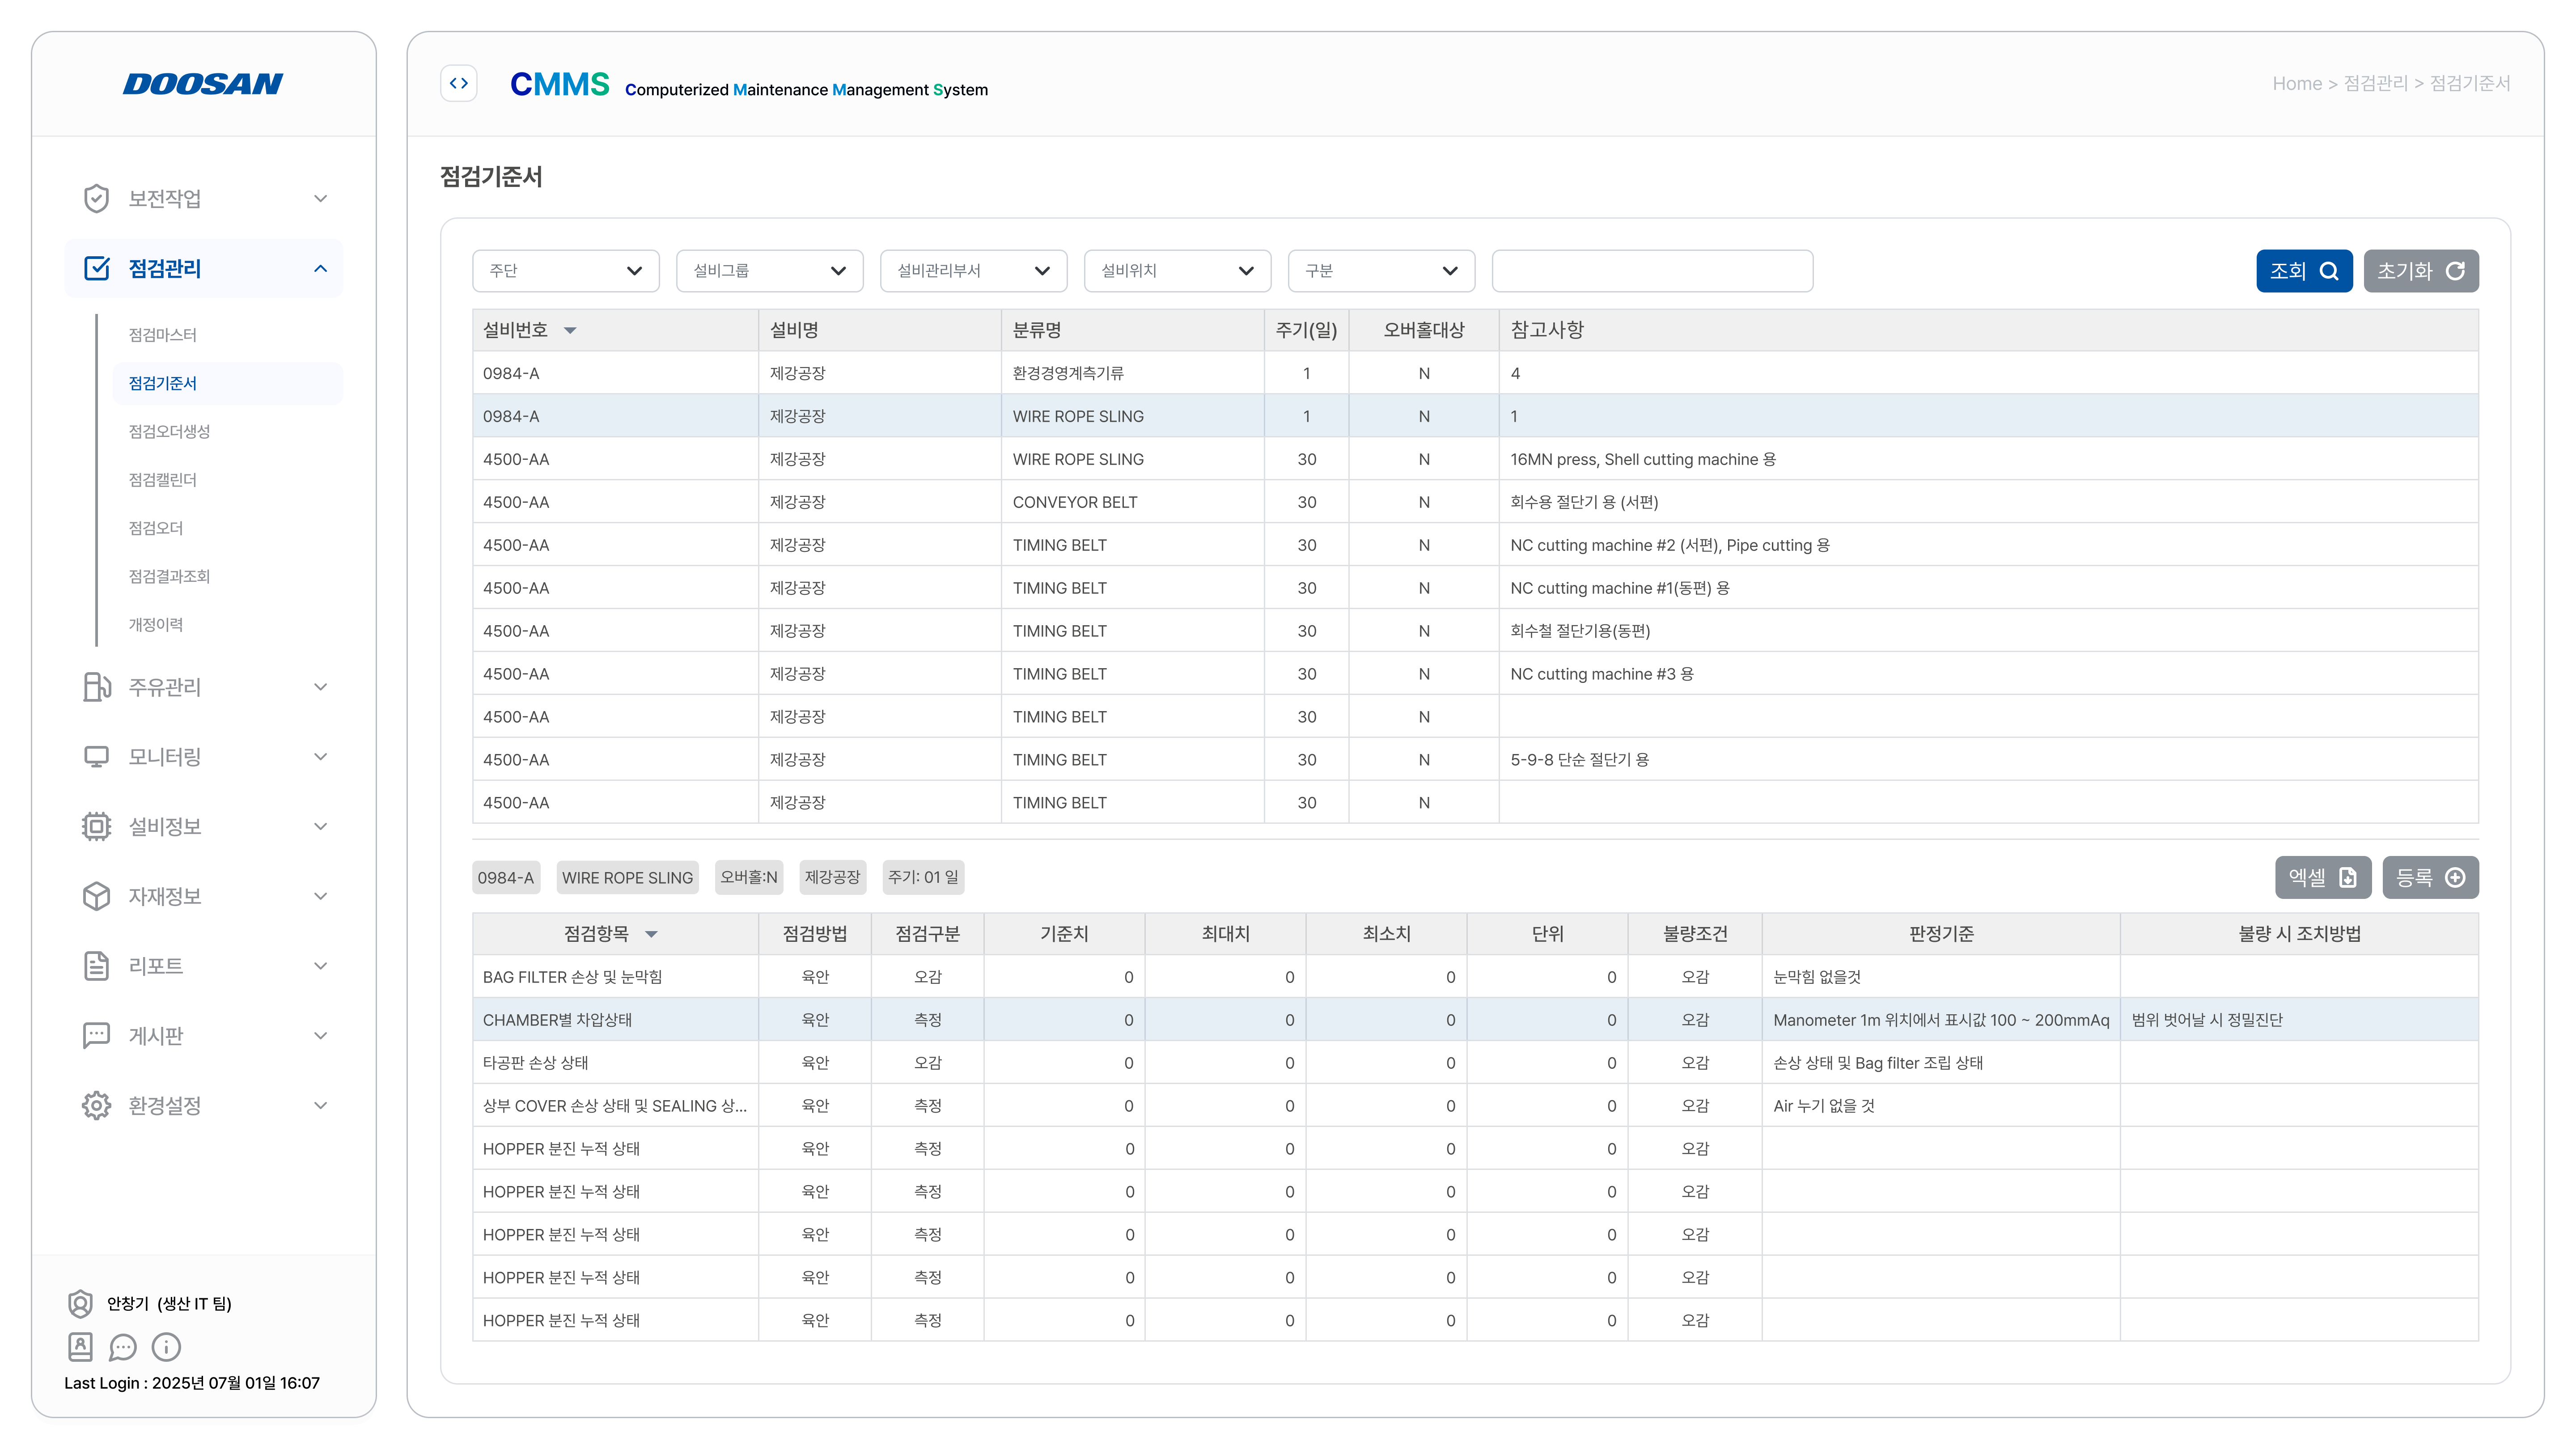 DOOSAN
보전작업
점검관리
점검마스터
점검기준서
점검오더생성
점검캘린더
점검오더
점검결과조회
개정이력
주유관리
모니터링
설비정보
자재정보
리포트
게시판
환경설정
안창기 (생산 IT 팀)
Last Login : 2025년 07월 01일 16:07
CMMS Computerized Maintenance Management System
Home > 점검관리 > 점검기준서
점검기준서
주단 설비그룹 설비관리부서 설비위치 구분 조회 초기화
설비번호 설비명 분류명 주기(일) 오버홀대상 참고사항
0984-A 제강공장 환경경영계측기류 1 N 4
0984-A 제강공장 WIRE ROPE SLING 1 N 1
4500-AA 제강공장 WIRE ROPE SLING 30 N 16MN press, Shell cutting machine 용
4500-AA 제강공장 CONVEYOR BELT 30 N 회수용 절단기 용 (서편)
4500-AA 제강공장 TIMING BELT 30 N NC cutting machine #2 (서편), Pipe cutting 용
4500-AA 제강공장 TIMING BELT 30 N NC cutting machine #1(동편) 용
4500-AA 제강공장 TIMING BELT 30 N 회수철 절단기용(동편)
4500-AA 제강공장 TIMING BELT 30 N NC cutting machine #3 용
4500-AA 제강공장 TIMING BELT 30 N
4500-AA 제강공장 TIMING BELT 30 N 5-9-8 단순 절단기 용
4500-AA 제강공장 TIMING BELT 30 N
0984-A WIRE ROPE SLING 오버홀:N 제강공장 주기: 01 일 엑셀 등록
점검항목 점검방법 점검구분 기준치 최대치 최소치 단위 불량조건 판정기준 불량 시 조치방법
BAG FILTER 손상 및 눈막힘 육안 오감 0 0 0 0 오감 눈막힘 없을것
CHAMBER별 차압상태 육안 측정 0 0 0 0 오감 Manometer 1m 위치에서 표시값 100 ~ 200mmAq 범위 벗어날 시 정밀진단
타공판 손상 상태 육안 오감 0 0 0 0 오감 손상 상태 및 Bag filter 조립 상태
상부 COVER 손상 상태 및 SEALING 상... 육안 측정 0 0 0 0 오감 Air 누기 없을 것
HOPPER 분진 누적 상태 육안 측정 0 0 0 0 오감
HOPPER 분진 누적 상태 육안 측정 0 0 0 0 오감
HOPPER 분진 누적 상태 육안 측정 0 0 0 0 오감
HOPPER 분진 누적 상태 육안 측정 0 0 0 0 오감
HOPPER 분진 누적 상태 육안 측정 0 0 0 0 오감